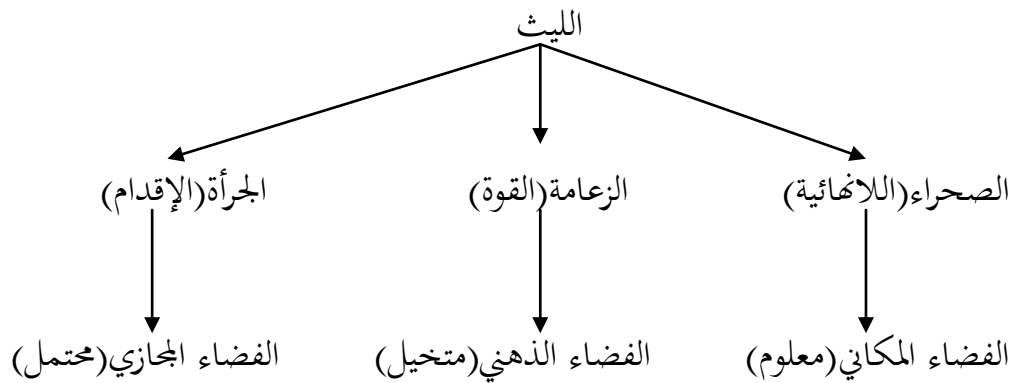 الليث
الصحراء(اللانهائية) الزعامة(القوة) الجرأة(الإقدام)
الفضاء المكاني(معلوم) الفضاء الذهني(متخيل) الفضاء المجازي(محتمل)